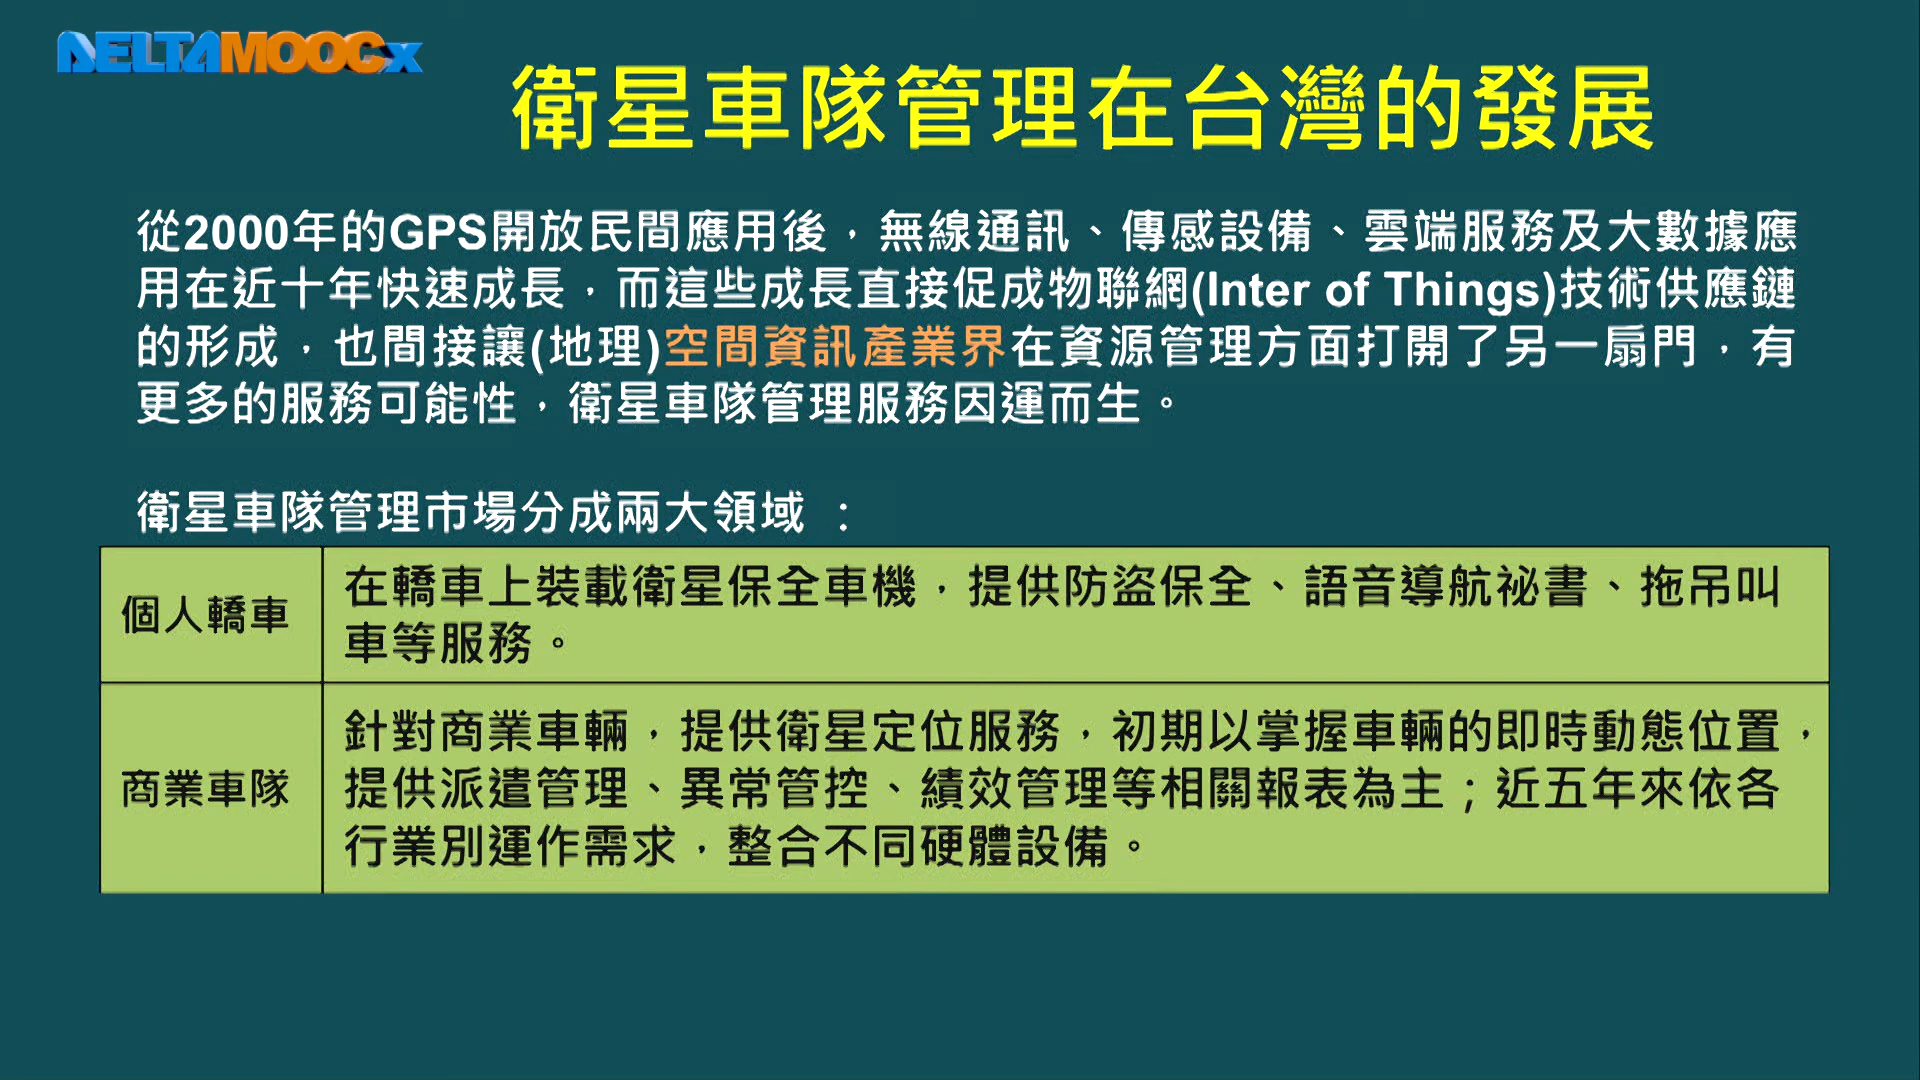 DELTAMOOCx
衛星車隊管理在台灣的發展
從2000年的GPS開放民間應用後，無線通訊、傳感設備、雲端服務及大數據應
用在近十年快速成長，而這些成長直接促成物聯網(Inter of Things)技術供應鏈
的形成，也間接讓(地理)空間資訊產業界在資源管理方面打開了另一扇門，有
更多的服務可能性，衛星車隊管理服務因運而生。
衛星車隊管理市場分成兩大領域 ：
個人轎車
在轎車上裝載衛星保全車機，提供防盜保全、語音導航祕書、拖吊叫
車等服務。
商業車隊
針對商業車輛，提供衛星定位服務，初期以掌握車輛的即時動態位置，
提供派遣管理、異常管控、績效管理等相關報表為主；近五年來依各
行業別運作需求，整合不同硬體設備。